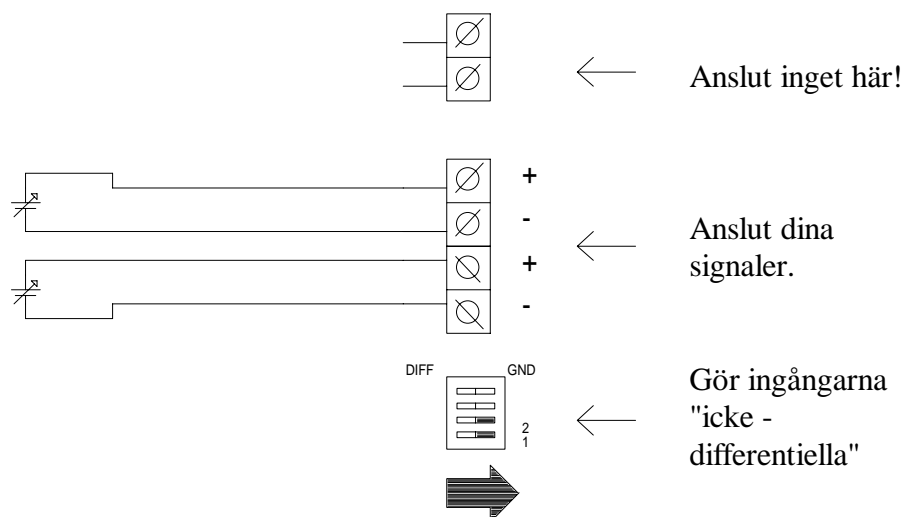 Anslut inget här!
+
-
+
-
Anslut dina
signaler.
DIFF
GND
2
1
Gör ingångarna
"icke -
differentiella"